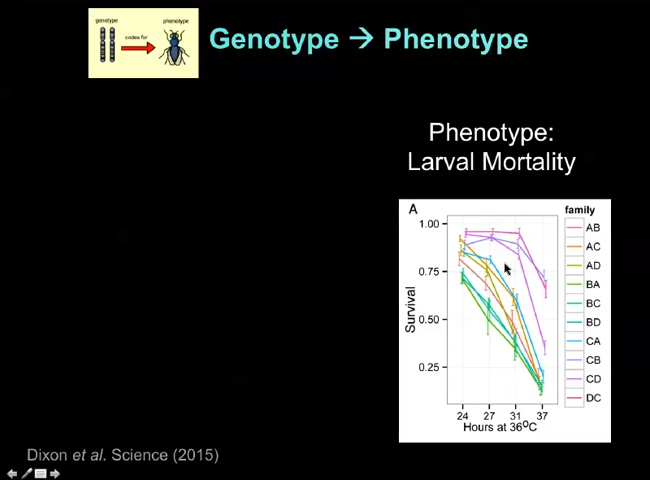 genotype
phenotype
codes for
Genotype → Phenotype
Phenotype:
Larval Mortality
A
family
1.00
0.75
0.50
0.25
Survival
24 27 31 37
Hours at 36⁰C
AB
AC
AD
BA
BC
BD
CA
CB
CD
DC
Dixon et al. Science (2015)